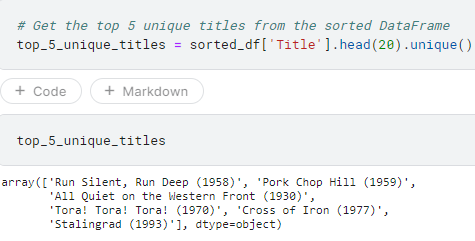 # Get the top 5 unique titles from the sorted DataFrame
top_5_unique_titles = sorted_df['Title'].head(20).unique()
+ Code + Markdown
top_5_unique_titles
array(['Run Silent, Run Deep (1958)', 'Pork Chop Hill (1959)',
'All Quiet on the Western Front (1930)',
'Tora! Tora! Tora! (1970)', 'Cross of Iron (1977)',
'Stalingrad (1993)'], dtype=object)